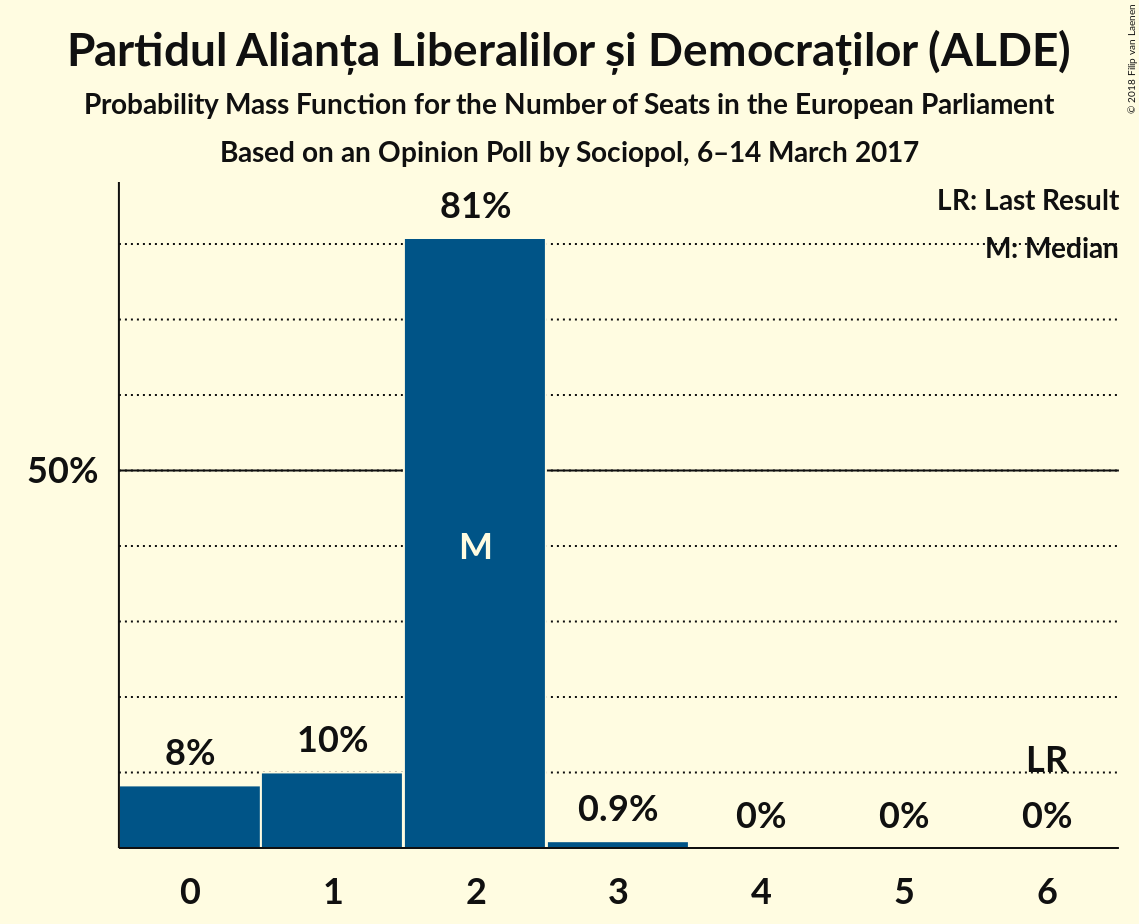 Partidul Alianța Liberalilor și Democraților (ALDE)
Probability Mass Function for the Number of Seats in the European Parliament
Based on an Opinion Poll by Sociopol, 6–14 March 2017
© 2018 Filip van Laenen
LR: Last Result
M: Median
81%
50%
M
8%
10%
0.9%
0%
0%
LR
0%
0
1
2
3
4
5
6